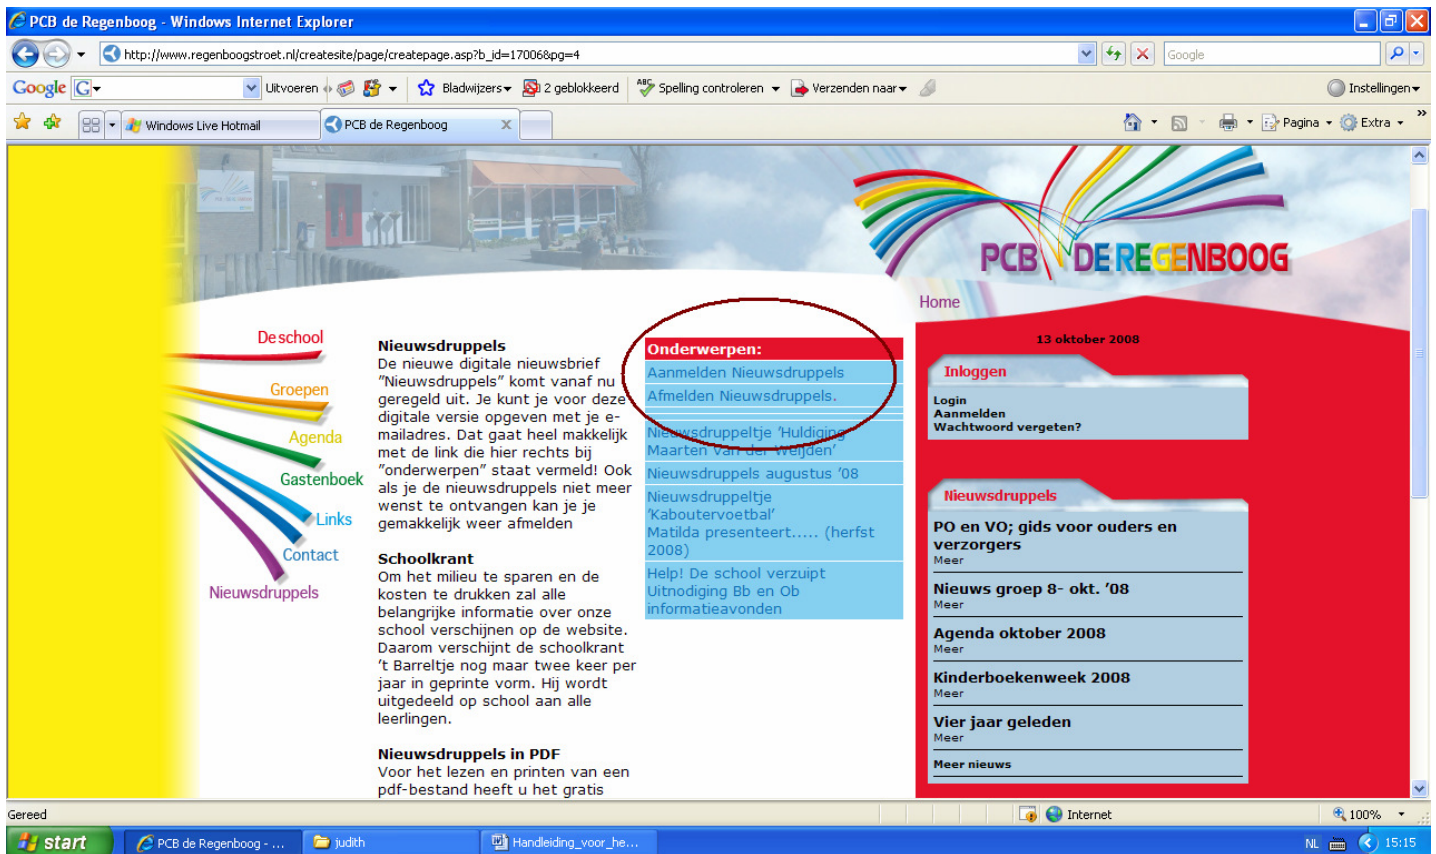 PCB de Regenboog - Windows Internet Explorer
http://www.regenboogstroet.nl/createsite/page/createpage.asp?b_id=17006&pg=4
Google
Google
G
Uitvoeren
Bladwijzers
2 geblokkeerd
ABC
Spelling controleren
Verzenden naar
Instellingen
Windows Live Hotmail
PCB de Regenboog
X
Pagina
Extra
»
PCB DE REGENBOOG
Home
De school
Groepen
Agenda
Gastenboek
Links
Contact
Nieuwsdruppels
Nieuwsdruppels
De nieuwe digitale nieuwsbrief
"Nieuwsdruppels" komt vanaf nu
geregeld uit. Je kunt je voor deze
digitale versie opgeven met je e-
mailadres. Dat gaat heel makkelijk
met de link die hier rechts bij
"onderwerpen" staat vermeld! Ook
als je de nieuwsdruppels niet meer
wenst te ontvangen kan je je
gemakkelijk weer afmelden
Schoolkrant
Om het milieu te sparen en de
kosten te drukken zal alle
belangrijke informatie over onze
school verschijnen op de website.
Daarom verschijnt de schoolkrant
't Barreltje nog maar twee keer per
jaar in geprinte vorm. Hij wordt
uitgedeeld op school aan alle
leerlingen.
Nieuwsdruppels in PDF
Voor het lezen en printen van een
pdf-bestand heeft u het gratis
Onderwerpen:
Aanmelden Nieuwsdruppels
Afmelden Nieuwsdruppels.
Nieuwsdruppeltje 'Huldiging
Maarten van der Weijden'
Nieuwsdruppels augustus '08
Nieuwsdruppeltje
'Kaboutervoetbal'
Matilda presenteert..... (herfst
2008)
Help! De school verzuipt
Uitnodiging Bb en Ob
informatieavonden
13 oktober 2008
Inloggen
Login
Aanmelden
Wachtwoord vergeten?
Nieuwsdruppels
PO en VO; gids voor ouders en
verzorgers
Meer
Nieuws groep 8- okt. '08
Meer
Agenda oktober 2008
Meer
Kinderboekenweek 2008
Meer
Vier jaar geleden
Meer
Meer nieuws
Gereed
Internet
100%
start
PCB de Regenboog - ...
judith
Handleiding_voor_he...
NL
15:15